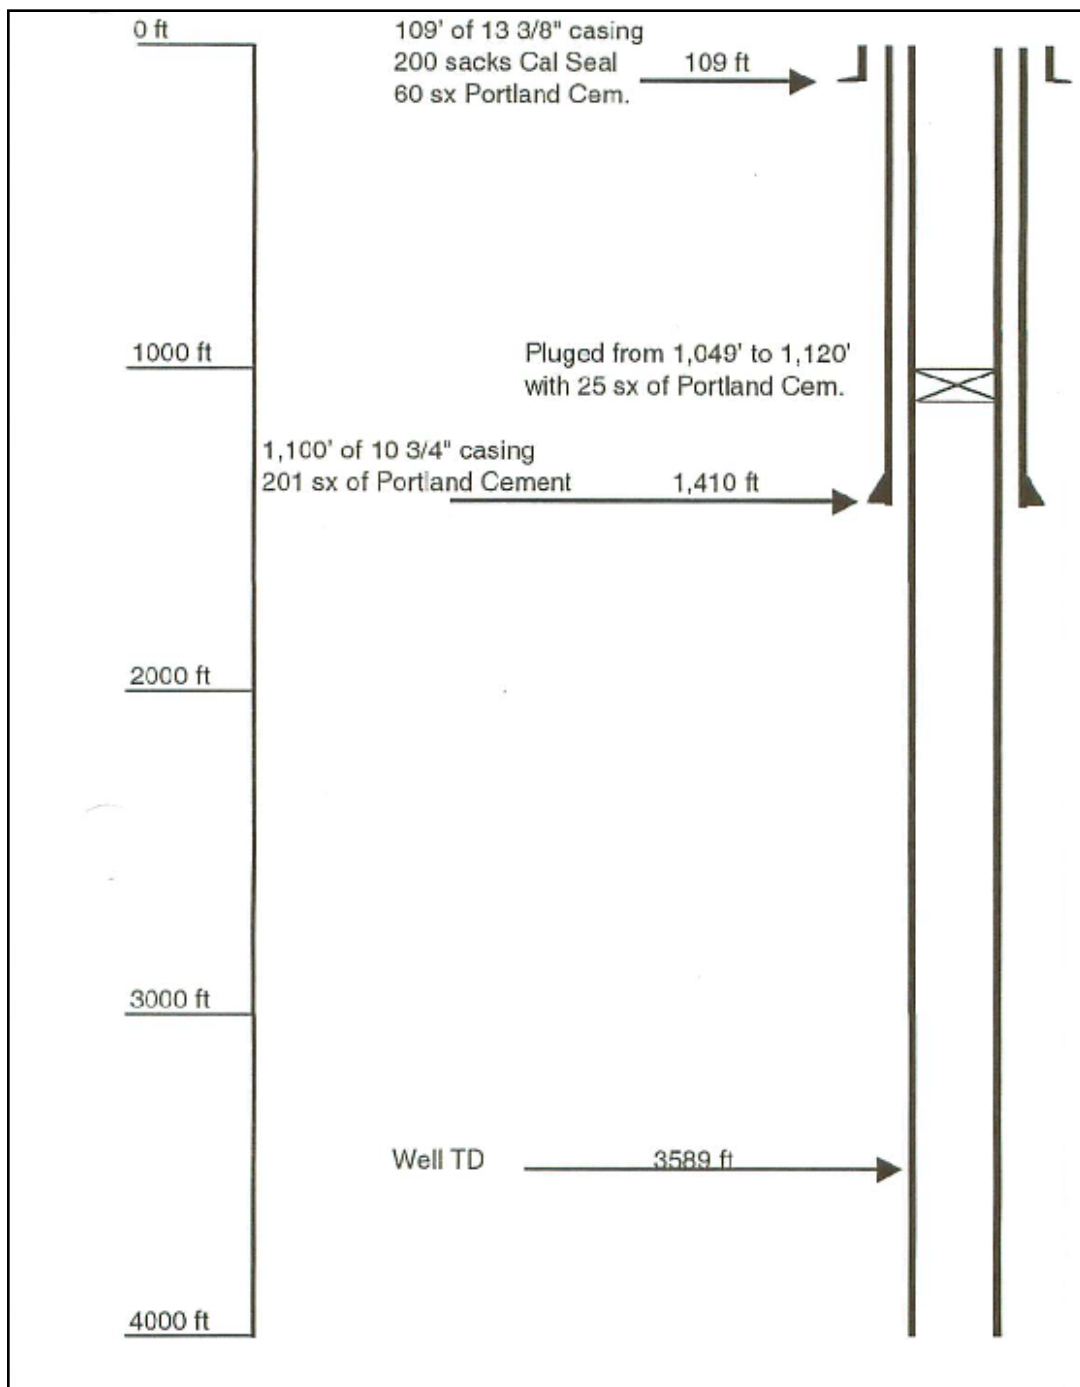 0 ft
109' of 13 3/8" casing
200 sacks Cal Seal
109 ft
60 sx Portland Cem.
1000 ft
Pluged from 1,049' to 1,120'
with 25 sx of Portland Cem.
1,100' of 10 3/4" casing
201 sx of Portland Cement
1,410 ft
2000 ft
3000 ft
Well TD
3589 ft
4000 ft